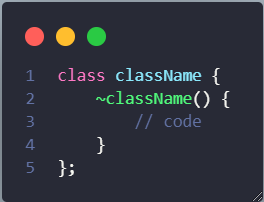 1 class className {
2     ~className() {
3         // code
4     }
5 };